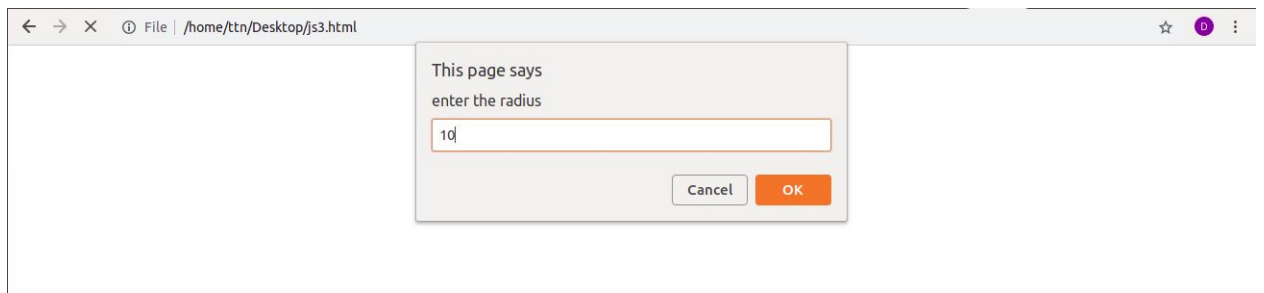 File | /home/ttn/Desktop/js3.html
D
This page says
enter the radius
10
Cancel OK